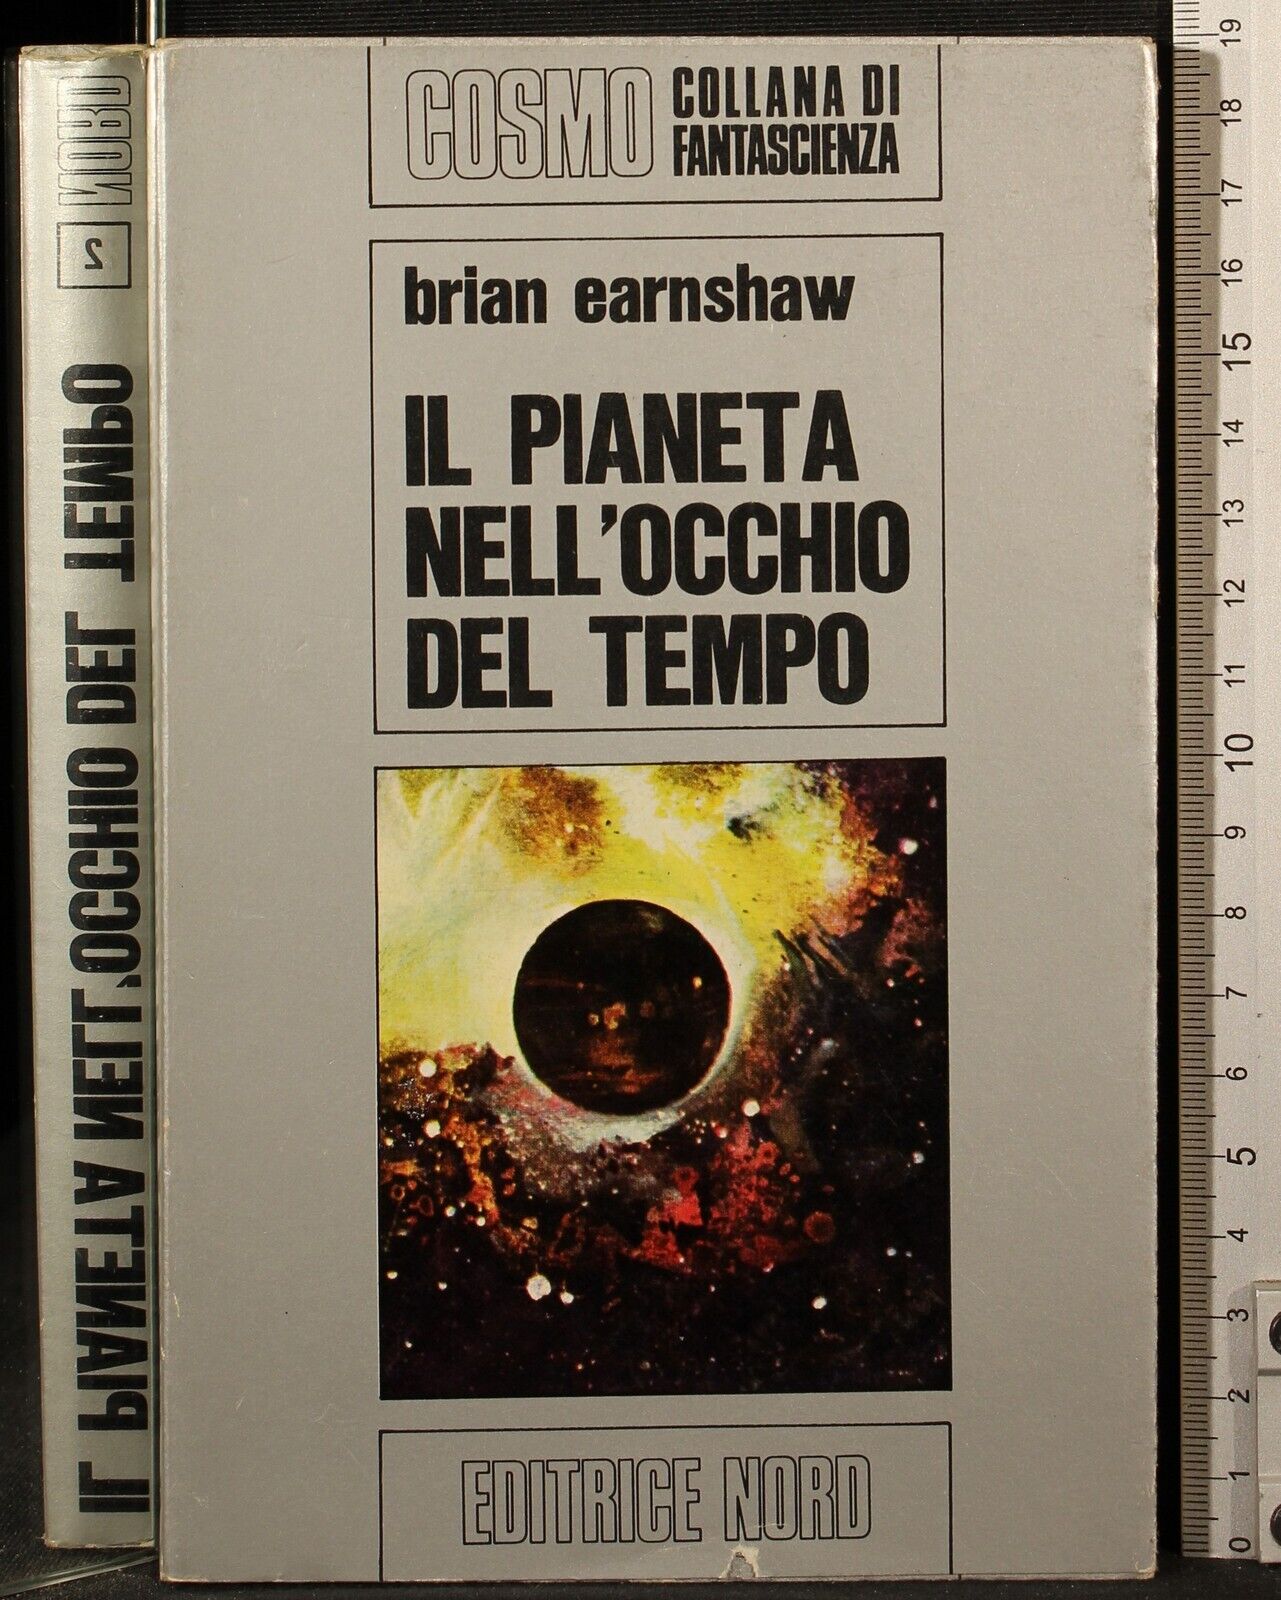 COSMO
COLLANA DI
FANTASCIENZA
brian earnshaw
IL PIANETA
NELL'OCCHIO
DEL TEMPO
EDITRICE NORD
IL PIANETA NELL'OCCHIO DEL TEMPO
NORD
19
18
17
16
15
14
13
12
11
10
9
8
7
6
5
4
3
2
1
0